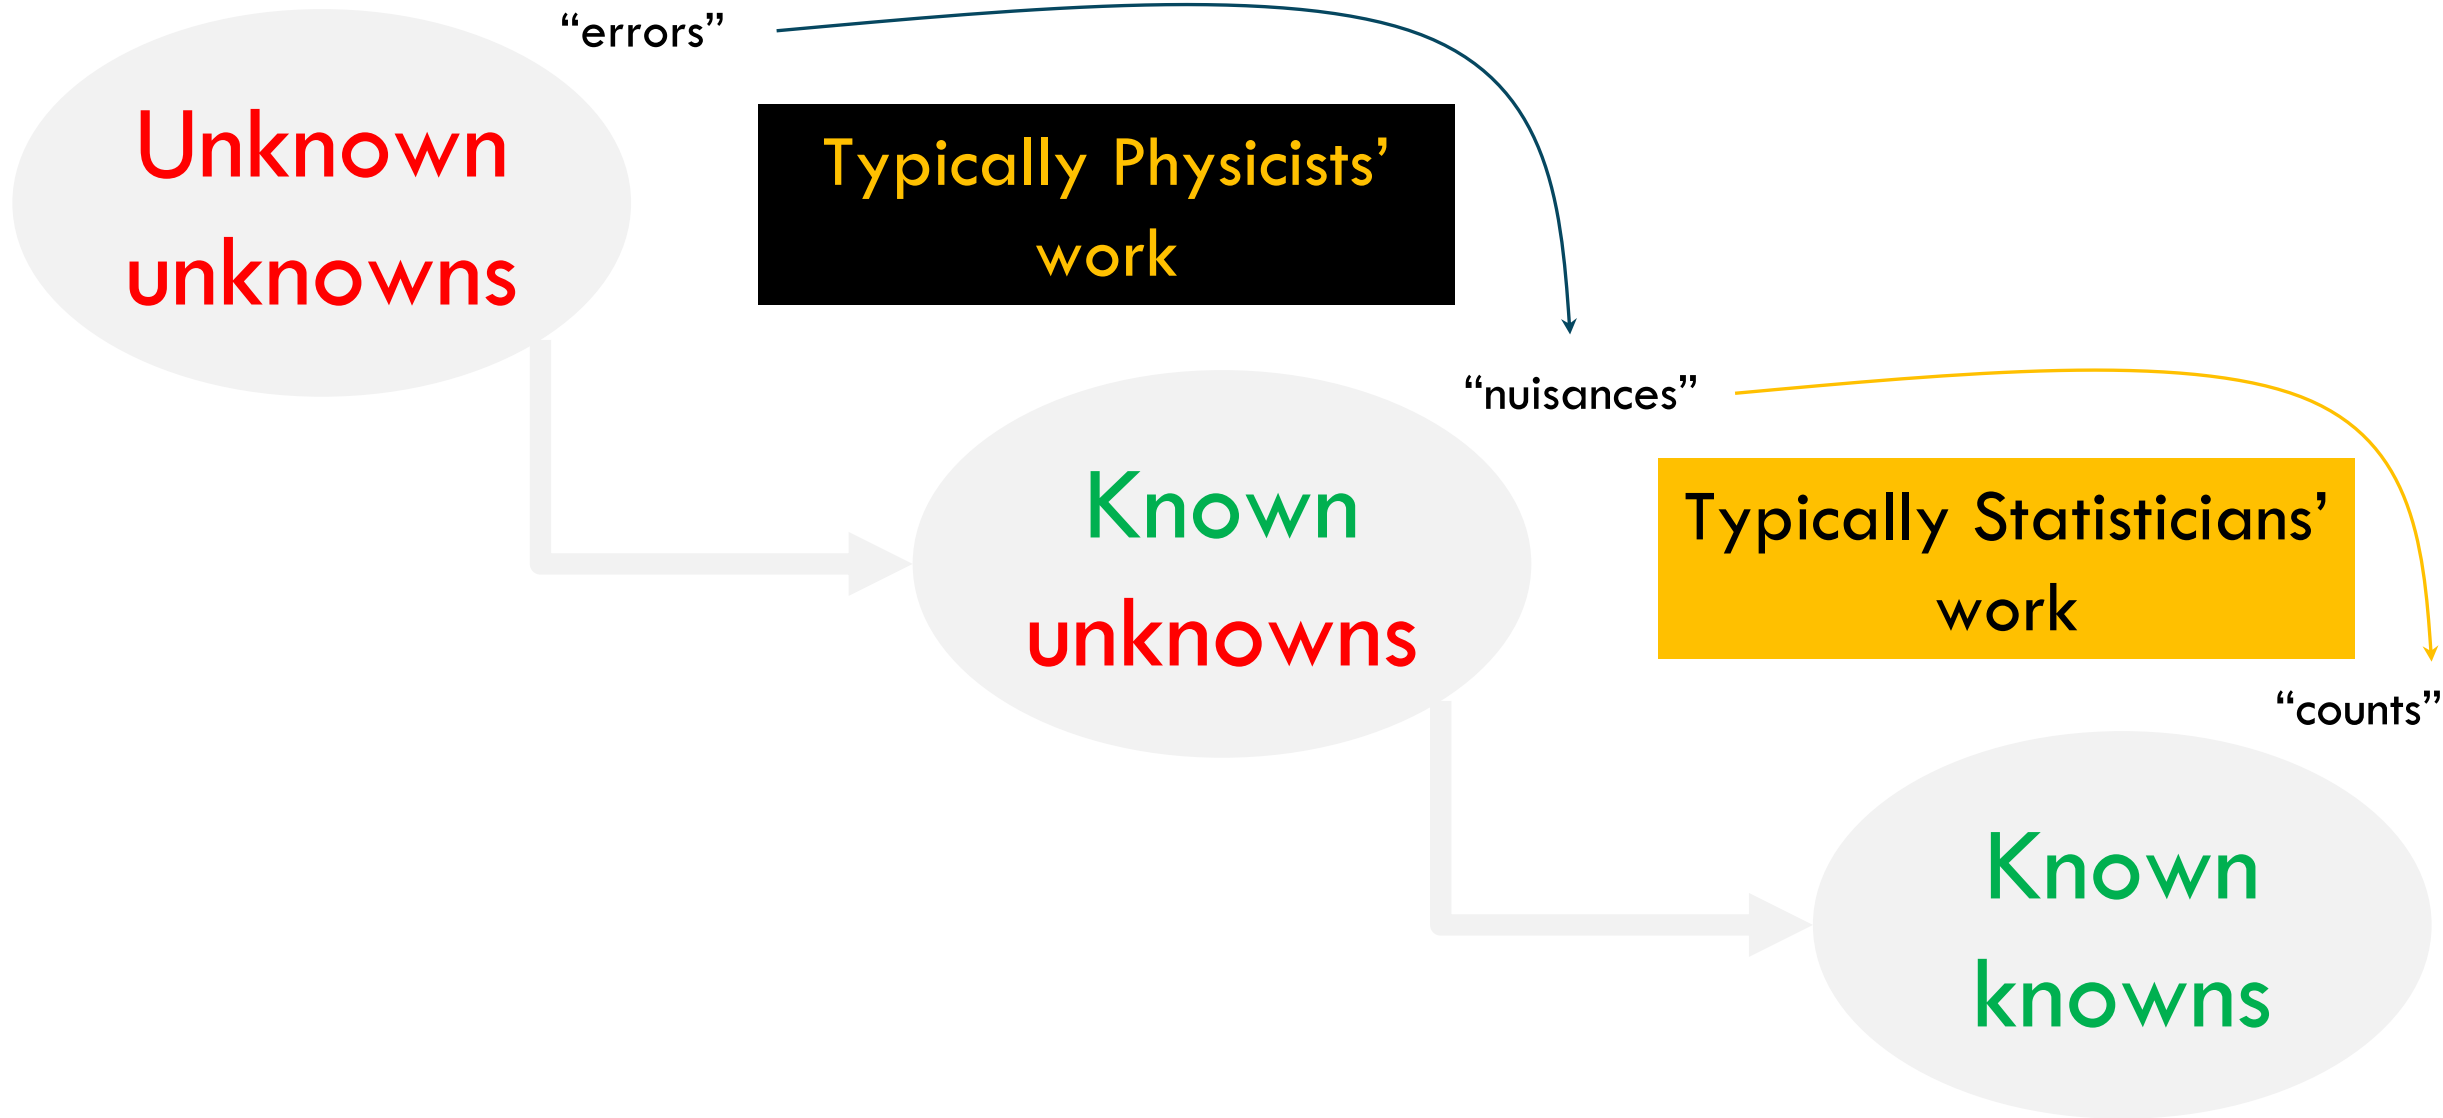 “errors”
Unknown
unknowns
Typically Physicists’
work
“nuisances”
Known
unknowns
Typically Statisticians’
work
“counts”
Known
knowns